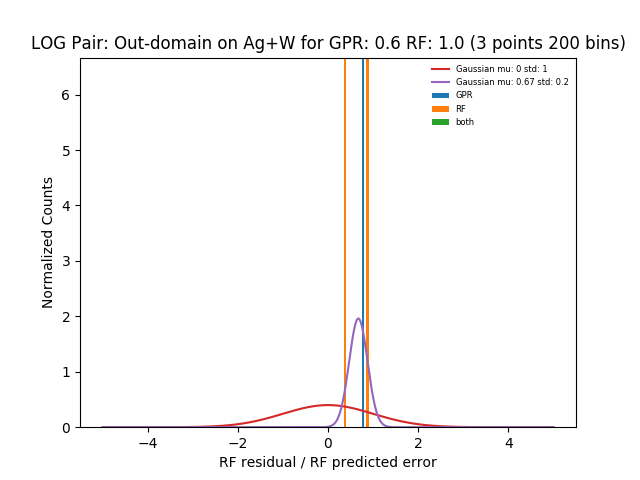 LOG Pair: Out-domain on Ag+W for GPR: 0.6 RF: 1.0 (3 points 200 bins)
Gaussian mu: 0 std: 1
Gaussian mu: 0.67 std: 0.2
GPR
RF
both
Normalized Counts
6
5
4
3
2
1
0
−4
−2
0
2
4
RF residual / RF predicted error